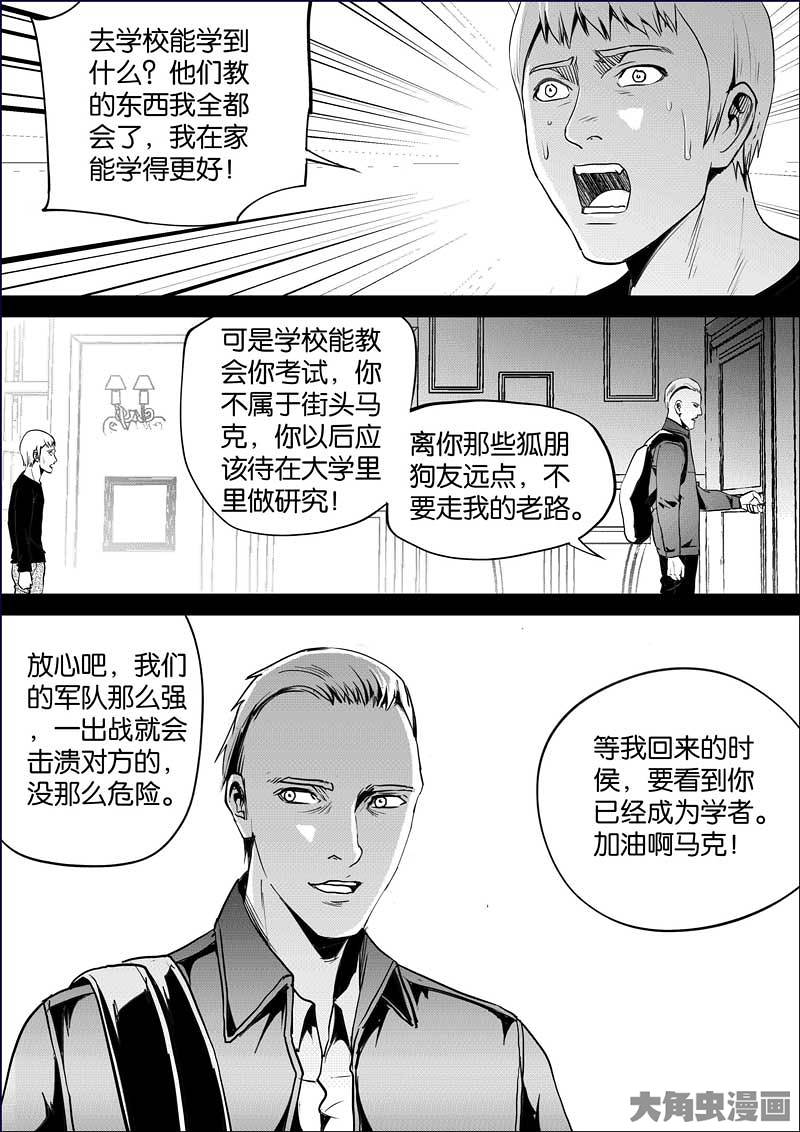 去学校能学到
什么？他们教
的东西我全都
会了，我在家
能学得更好！
可是学校能教
会你考试，你
不属于街头马
克，你以后应
该待在大学里
里做研究！
离你那些狐朋
狗友远点，不
要走我的老路。
放心吧，我们
的军队那么强
，一出战就会
击溃对方的，
没那么危险。
等我回来的时
侯，要看到你
已经成为学者。
加油啊马克！
大角虫漫画